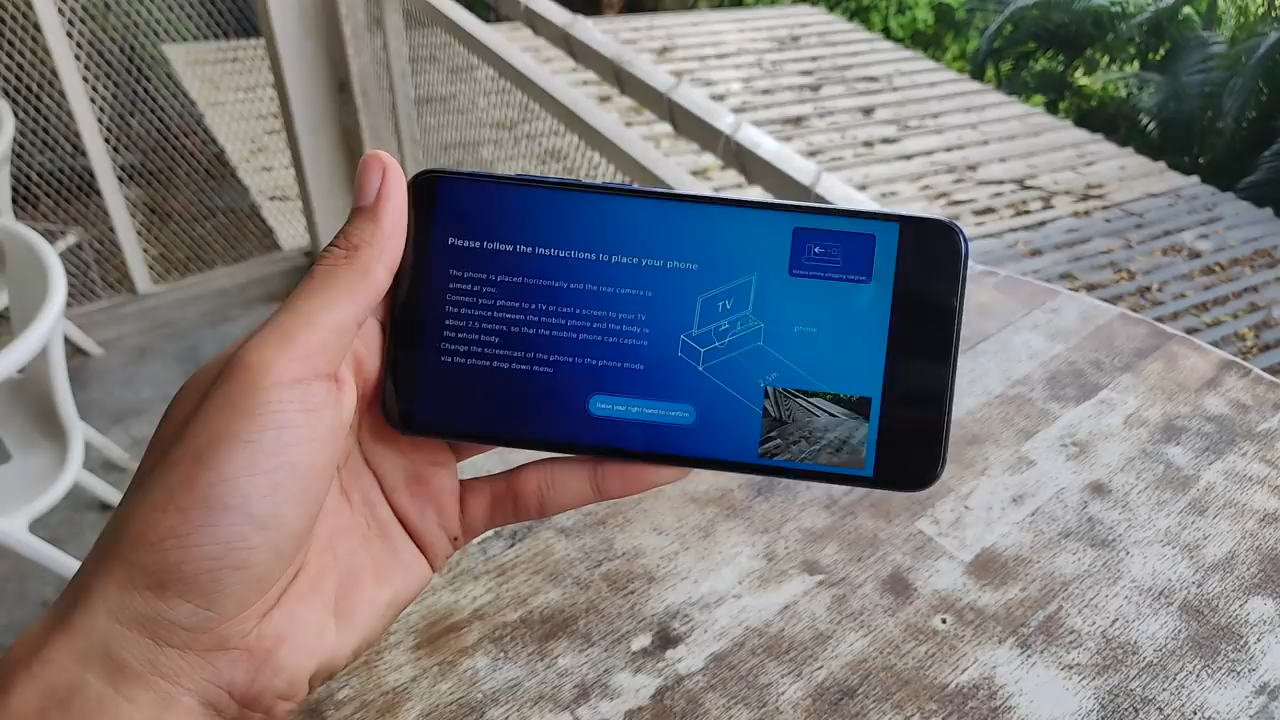 Please follow the instructions to place your phone
The phone is placed horizontally and the rear camera is
aimed at you.
Connect your phone to a TV or cast a screen to your TV
The distance between the mobile phone and the body is
about 2.5 meters, so that the mobile phone can capture
the whole body.
Change the screencast of the phone to the phone mode
via the phone drop down menu
Raise your right hand to confirm
TV
phone
2.5m